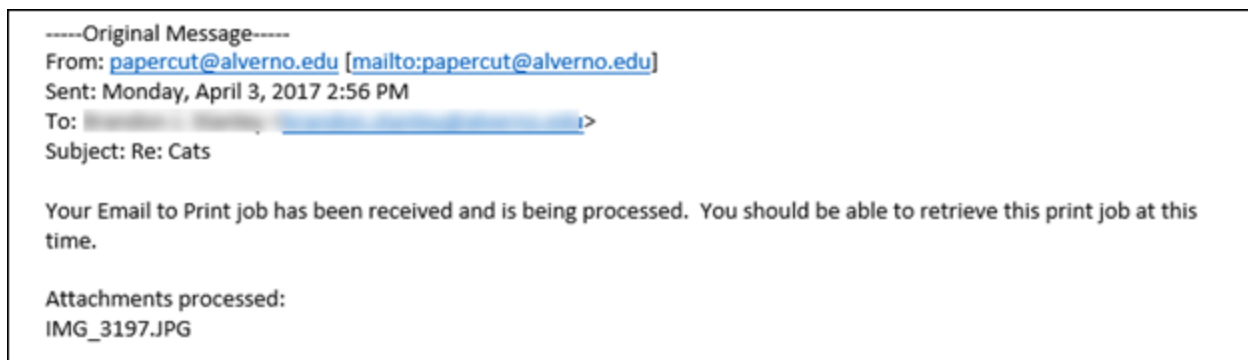 -----Original Message-----
From: papercut@alverno.edu [mailto:papercut@alverno.edu]
Sent: Monday, April 3, 2017 2:56 PM
To: >
Subject: Re: Cats
Your Email to Print job has been received and is being processed.  You should be able to retrieve this print job at this
time.
Attachments processed:
IMG_3197.JPG